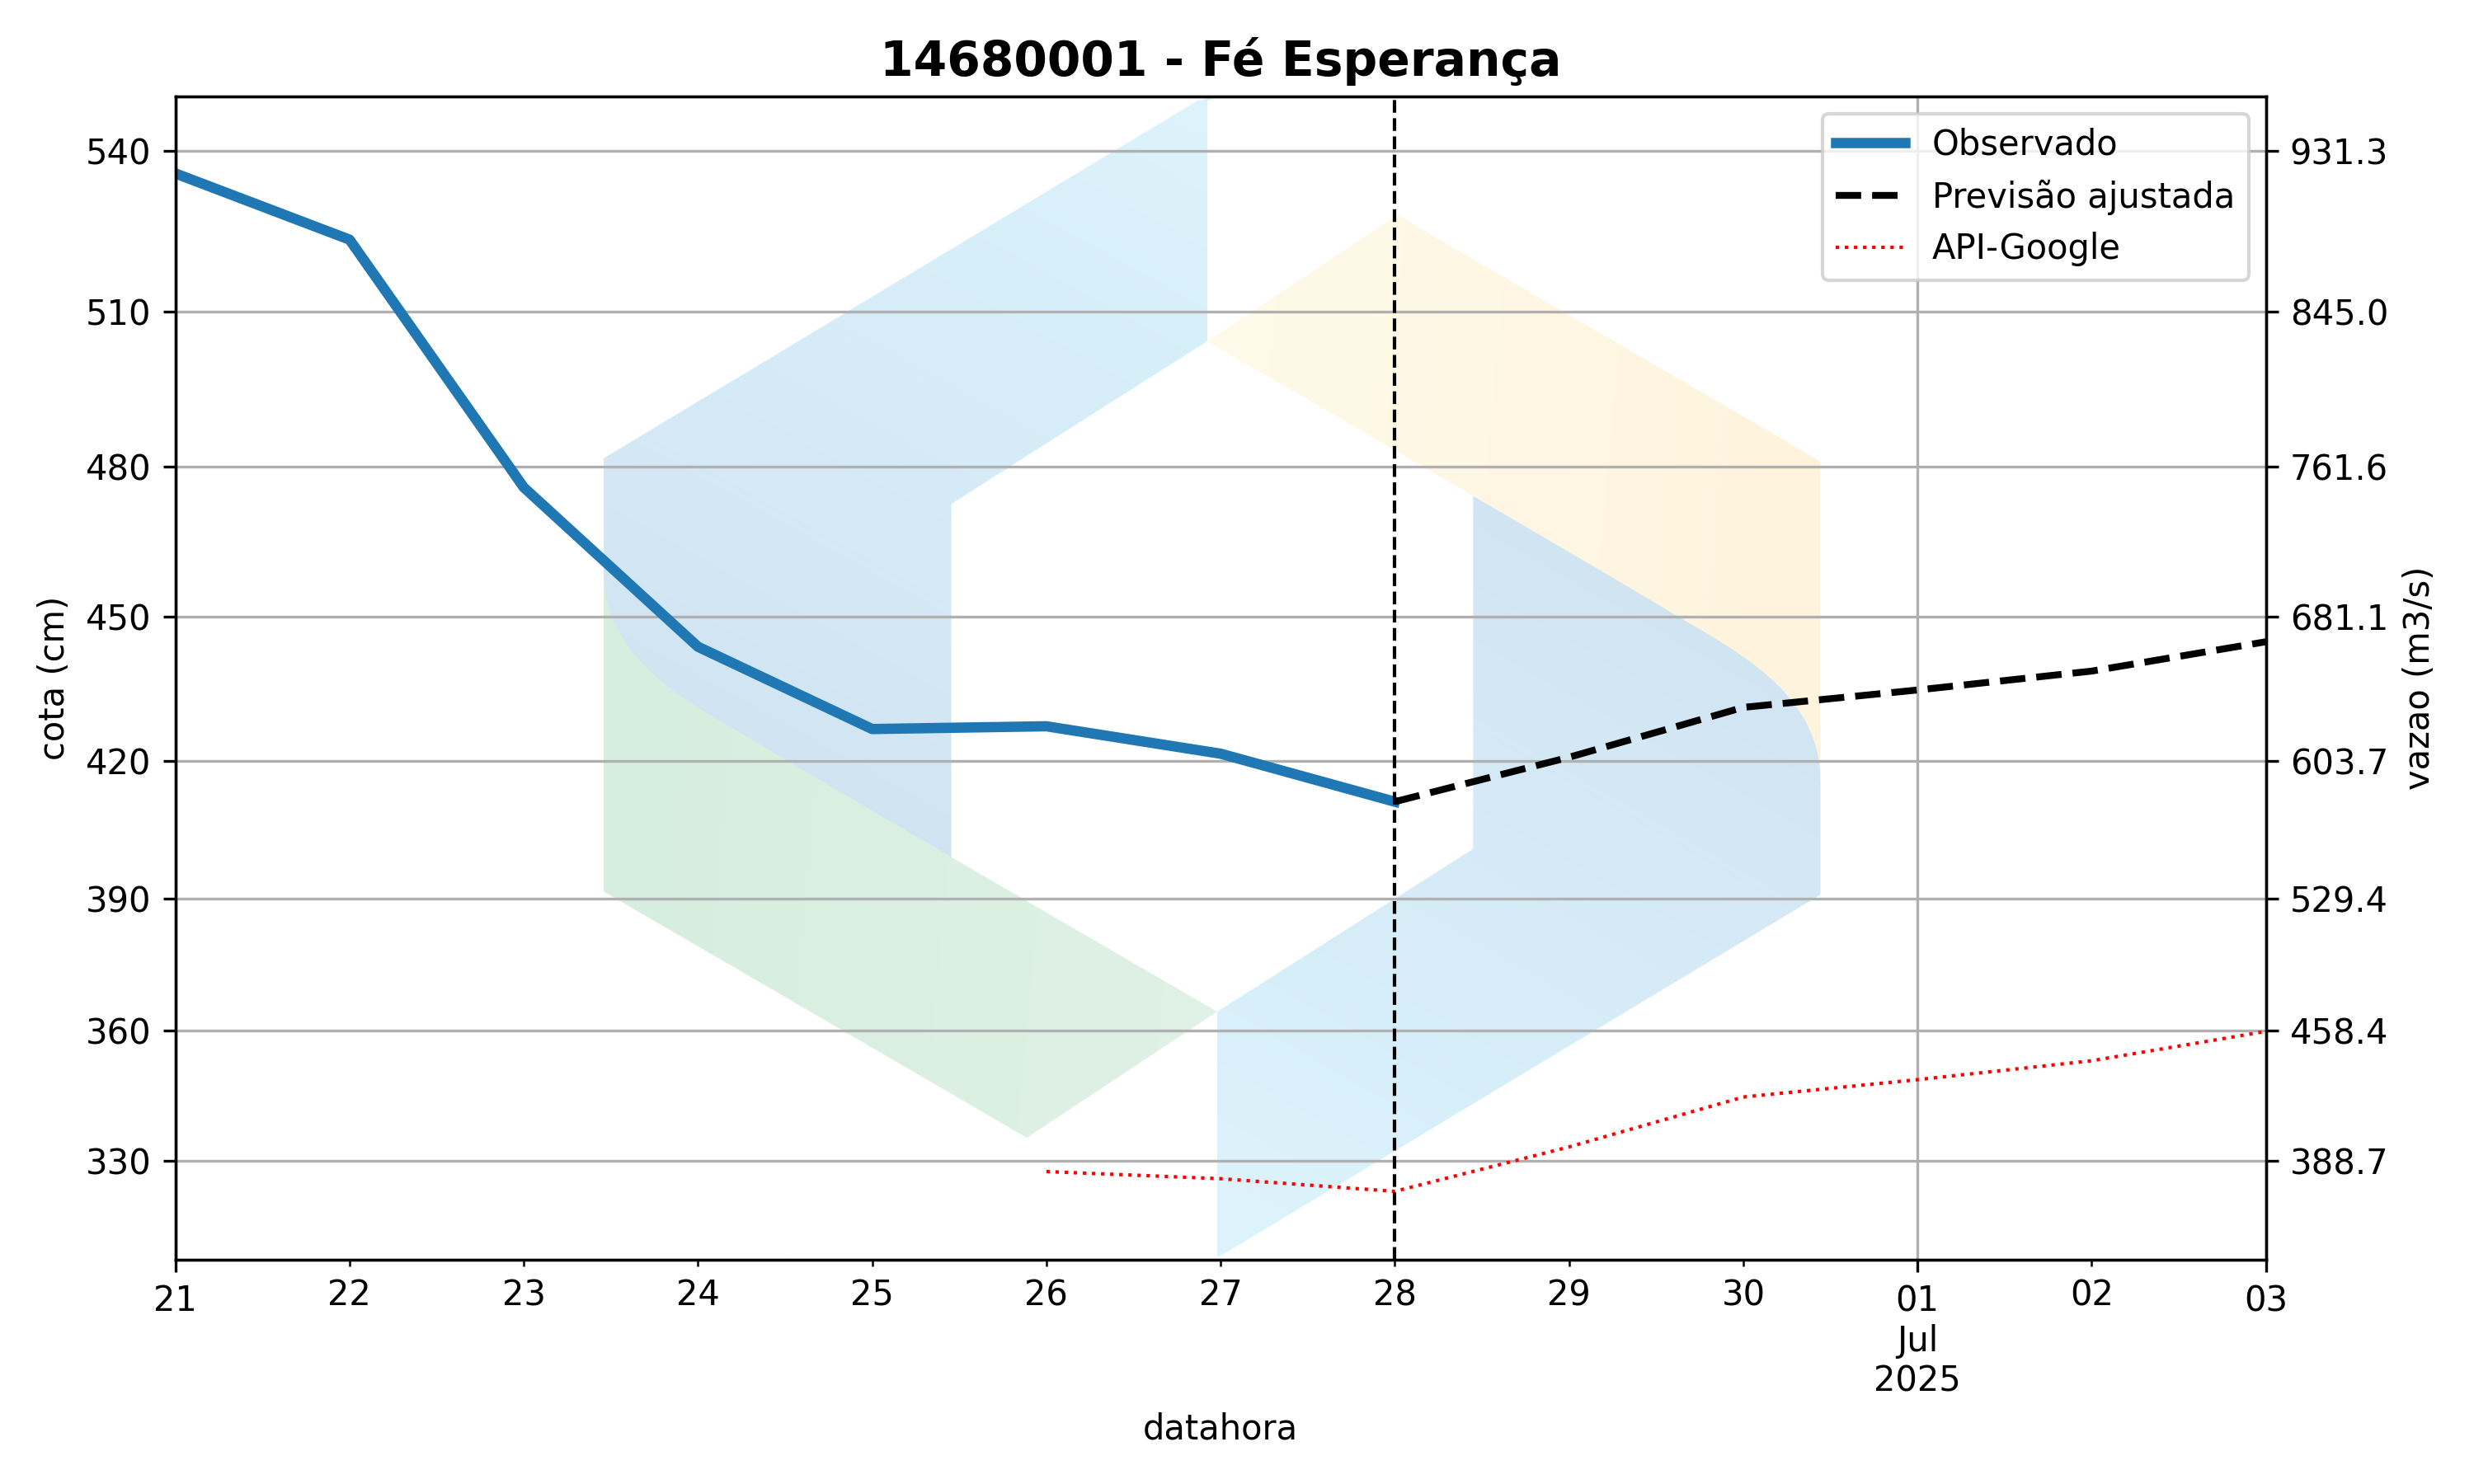 14680001 - Fé Esperança
Observado
Previsão ajustada
API-Google
540
510
480
450
420
390
360
330
cota (cm)
931.3
845.0
761.6
681.1
603.7
529.4
458.4
388.7
vazao (m3/s)
21 22 23 24 25 26 27 28 29 30 01 02 03
Jul
2025
datahora